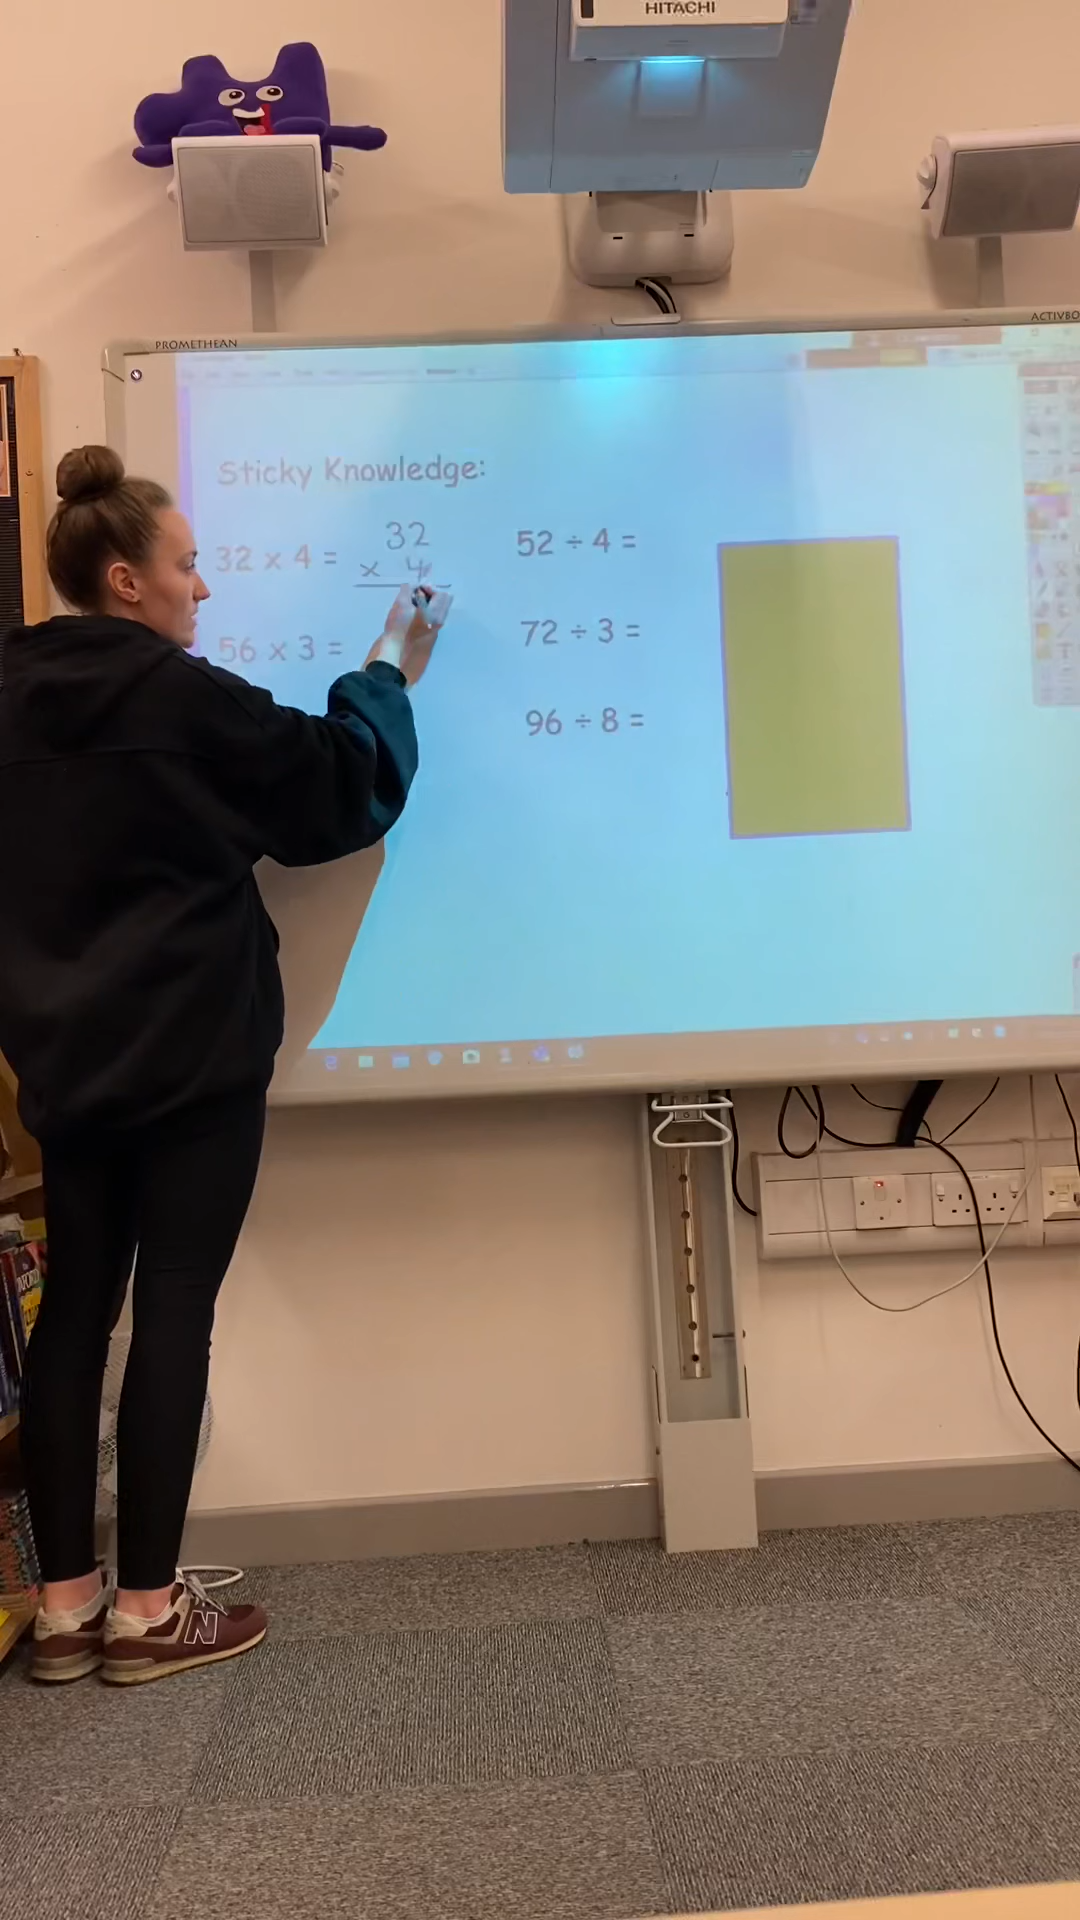 HITACHI
PROMETHEAN
ACTIVBO
Sticky Knowledge:
32 x 4 =
32
x 4
56 x 3 =
52 ÷ 4 =
72 ÷ 3 =
96 ÷ 8 =
N